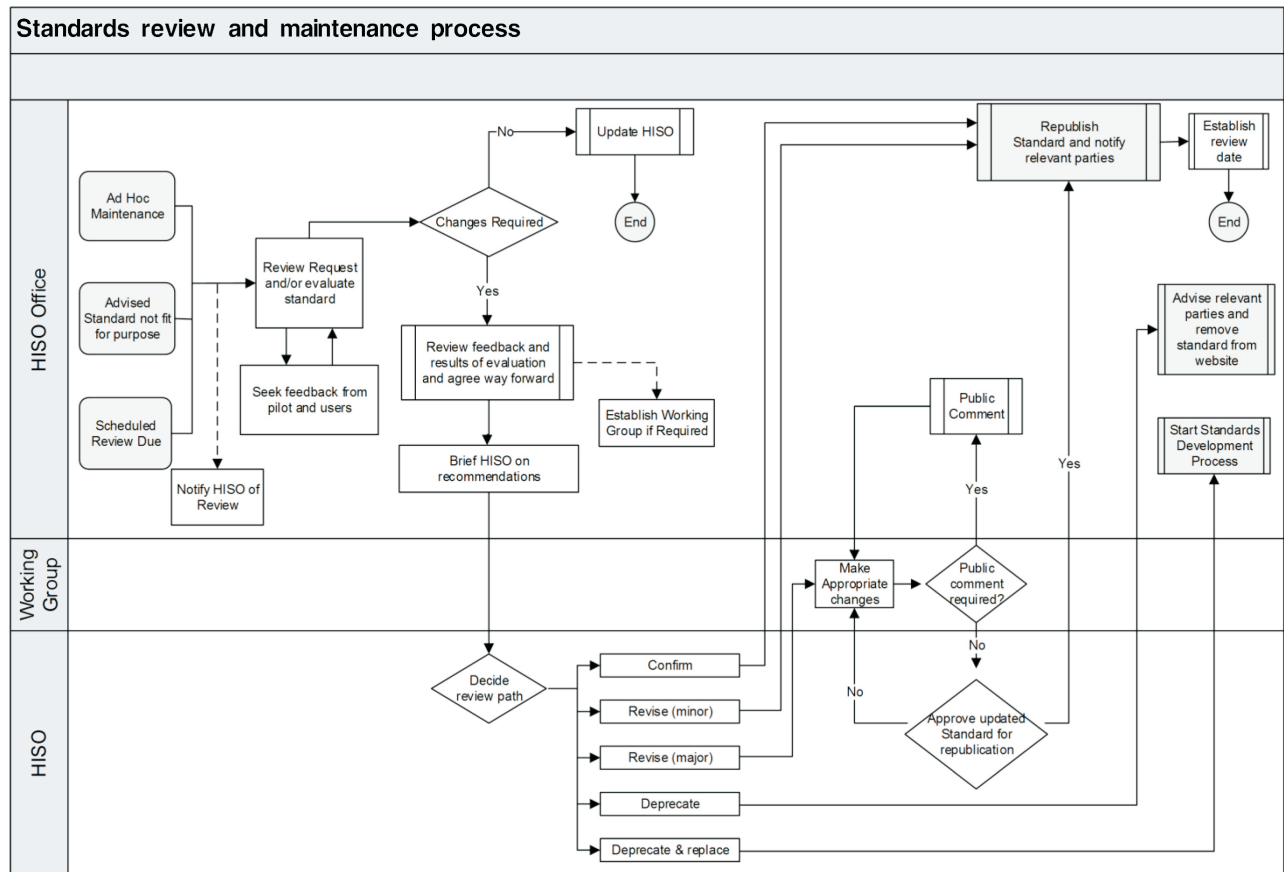 Standards review and maintenance process
HISO Office
Ad Hoc
Maintenance
Advised
Standard not fit
for purpose
Scheduled
Review Due
Notify HISO of
Review
Review Request
and/or evaluate
standard
Seek feedback from
pilot and users
Changes Required
No
Update HISO
End
Yes
Review feedback and
results of evaluation
and agree way forward
Establish Working
Group if Required
Brief HISO on
recommendations
Republish
Standard and notify
relevant parties
Establish
review
date
End
Advise relevant
parties and
remove
standard from
website
Public
Comment
Start Standards
Development
Process
Yes
Yes
Working
Group
Make
Appropriate
changes
Public
comment
required?
HISO
No
Decide
review path
Confirm
Revise (minor)
Revise (major)
Deprecate
Deprecate & replace
No
Approve updated
Standard for
republication